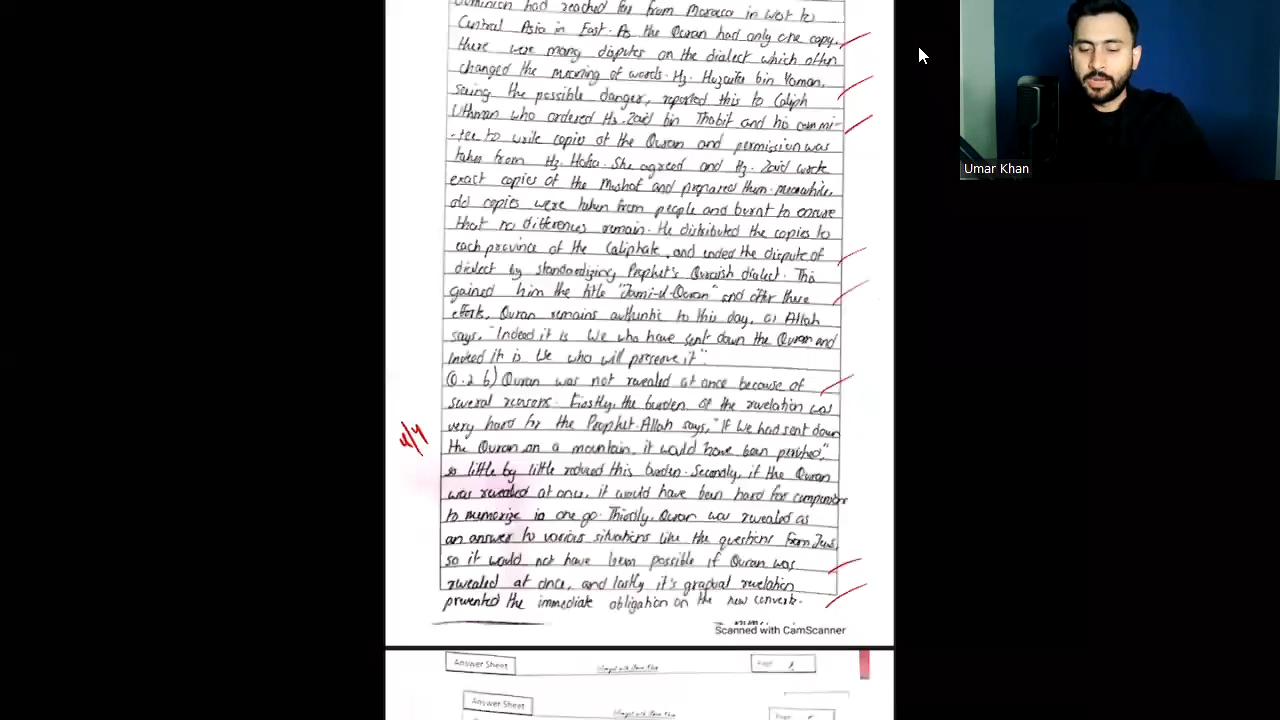 Dominion had reached far from Morocco in West to
Central Asia in East. As the Quran had only one copy,
there were many disputes on the dialect which often
changed the meaning of words. Hz. Huzaifa bin Yaman,
seeing the possible danger, reported this to Caliph
Uthman who ordered Hz. Zaid bin Thabit and his commi-
-tee to write copies of the Quran and permission was
taken from Hz. Hafsa. She agreed and Hz. Zaid wrote
exact copies of the Mushaf and prepared them. meanwhile,
old copies were taken from people and burnt to ensure
that no differences remain. He distributed the copies to
each province of the Caliphate, and ended the dispute of
dialect by standardizing Prophet's Quraish dialect. This
gained him the title "Jami-ul-Quran" and after these
efforts, Quran remains authentic to this day, as Allah
says, "Indeed it is We who have sent down the Quran and
indeed it is We who will preserve it".
Q.2 b) Quran was not revealed at once because of
several reasons. Firstly, the burden of the revelation was
very hard for the Prophet. Allah says, "If we had sent down
the Quran on a mountain, it would have been perished,"
so little by little reduced this burden. Secondly, if the Quran
was revealed at once, it would have been hard for companions
to memorize in one go. Thirdly, Quran was revealed as
an answer to various situations like the questions from Jews,
so it would not have been possible if Quran was
revealed at once, and lastly it's gradual revelation
prevented the immediate obligation on the new converts.
4/4
Scanned with CamScanner
Answer Sheet
Page
Answer Sheet
Page
Umar Khan